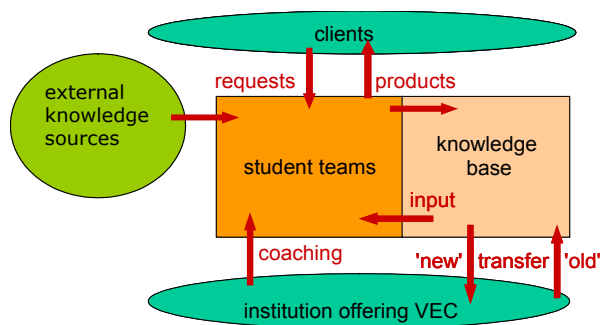 clients
requests
products
external
knowledge
sources
student teams
knowledge
base
input
coaching
'new' transfer 'old'
institution offering VEC